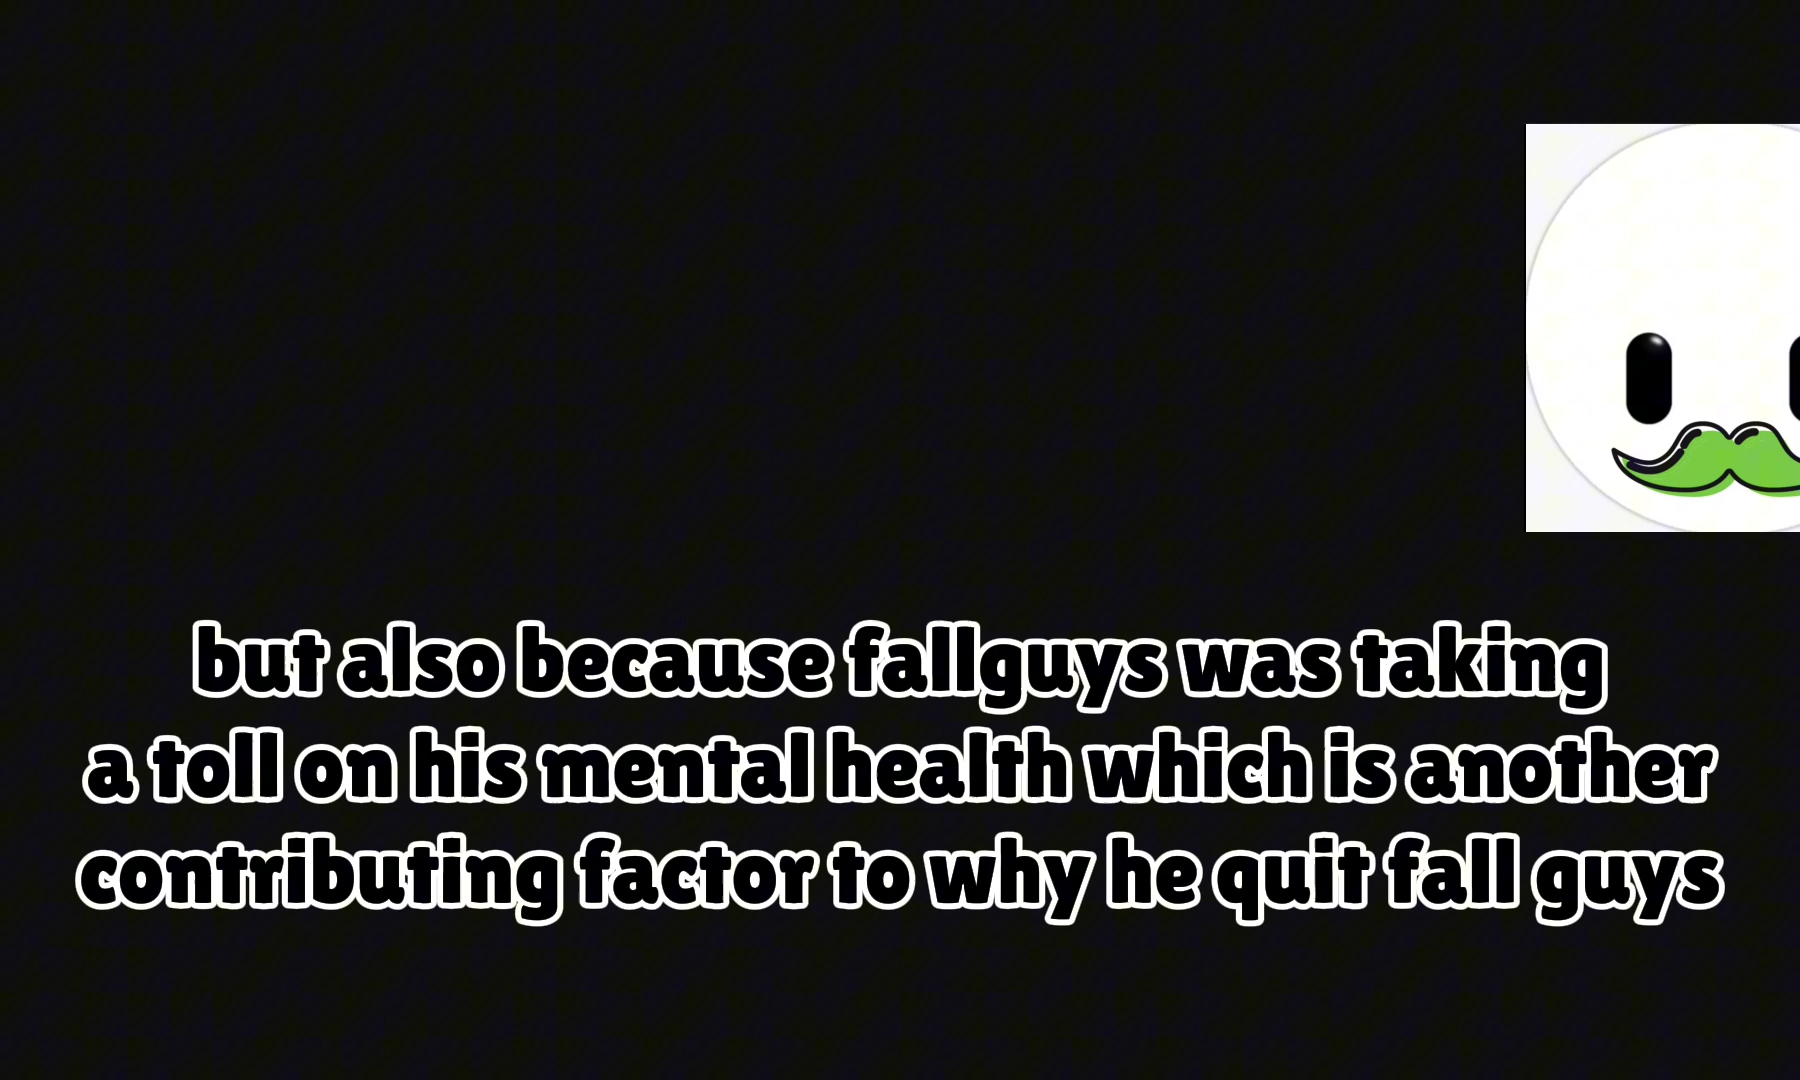 but also because fallguys was taking
a toll on his mental health which is another
contributing factor to why he quit fall guys